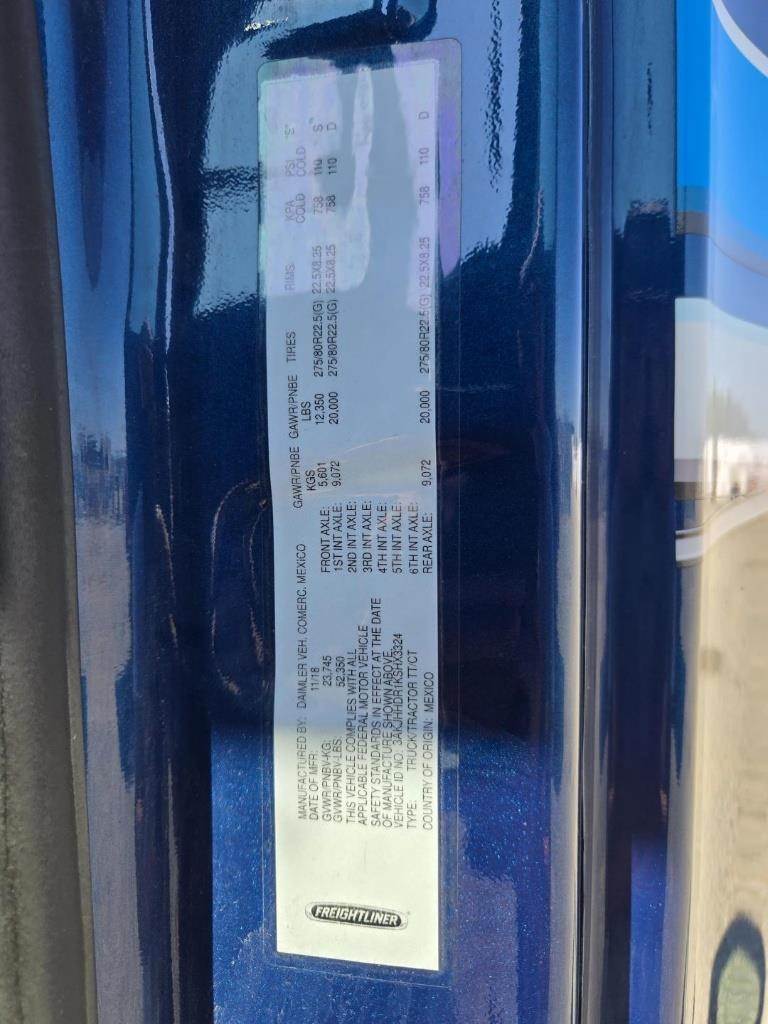 FREIGHTLINER
MANUFACTURED BY: DAIMLER VEH. COMERC. MEXICO
DATE OF MFR: 11/18
GVWR/PNBV-KG: 23,745
GVWR/PNBV-LBS: 52,350
THIS VEHICLE COMPLIES WITH ALL
APPLICABLE FEDERAL MOTOR VEHICLE
SAFETY STANDARDS IN EFFECT AT THE DATE
OF MANUFACTURE SHOWN ABOVE.
VEHICLE ID NO.: 3AKJHHDR1KSHX3324
TYPE: TRUCK/TRACTOR TT/CT
COUNTRY OF ORIGIN: MEXICO
GAWR/PNBE KGS GAWR/PNBE LBS TIRES RIMS KPA COLD PSI COLD "S"
FRONT AXLE: 5,601 12,350 275/80R22.5(G) 22.5X8.25 758 110 S
1ST INT AXLE: 9,072 20,000 275/80R22.5(G) 22.5X8.25 758 110 D
2ND INT AXLE:
3RD INT AXLE:
4TH INT AXLE:
5TH INT AXLE:
6TH INT AXLE:
REAR AXLE: 9,072 20,000 275/80R22.5(G) 22.5X8.25 758 110 D